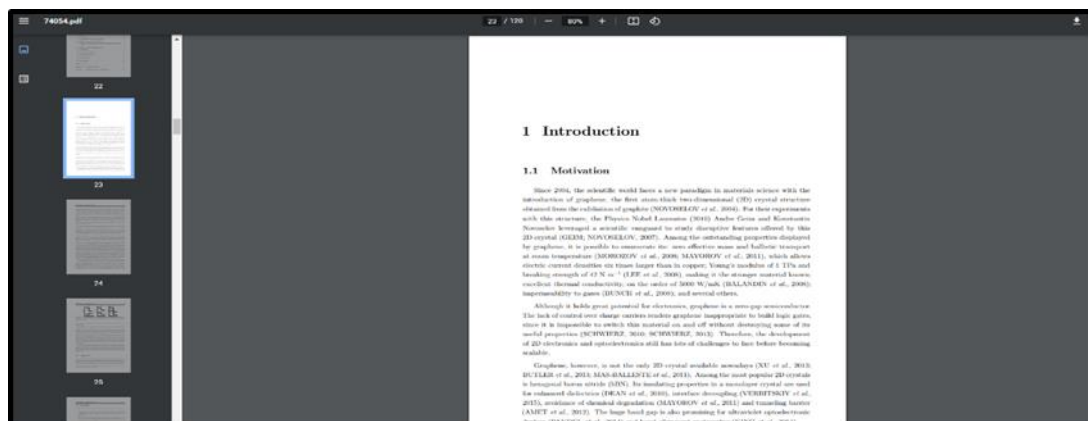 74054.pdf
23 / 120
80%
22
23
24
25
1 Introduction
1.1 Motivation
Since 2004, the scientific world faces a new paradigm in materials science with the
introduction of graphene, the first atom-thick two-dimensional (2D) crystal structure
obtained from the exfoliation of graphite (NOVOSELOV et al., 2004). For their experiments
with this structure, the Physics Nobel Laureates (2010) Andre Geim and Konstantin
Novoselov leveraged a scientific vanguard to study disruptive features offered by this
2D crystal (GEIM; NOVOSELOV, 2007). Among the outstanding properties displayed
by graphene, it is possible to enumerate its: zero effective mass and ballistic transport
at room temperature (MOROZOV et al., 2008; MAYOROV et al., 2011), which allows
electric current densities six times larger than in copper; Young's modulus of 1 TPa and
breaking strength of 42 N m⁻¹ (LEE et al., 2008), making it the stronger material known;
excellent thermal conductivity, on the order of 5000 W/mK (BALANDIN et al., 2008);
impermeability to gases (BUNCH et al., 2008), and several others.
Although it holds great potential for electronics, graphene is a zero-gap semiconductor.
The lack of control over charge carriers renders graphene inappropriate to build logic gates,
since it is impossible to switch this material on and off without destroying some of its
useful properties (SCHWIERZ, 2010; SCHWIERZ, 2013). Therefore, the development
of 2D electronics and optoelectronics still has lots of challenges to face before becoming
scalable.
Graphene, however, is not the only 2D crystal available nowadays (XU et al., 2013;
BUTLER et al., 2013; MAS-BALLESTE et al., 2011). Among the most popular 2D crystals
is hexagonal boron nitride (hBN). Its insulating properties in a monolayer crystal are used
for enhanced dielectrics (DEAN et al., 2010), interface decoupling (VERBITSKIY et al.,
2015), avoidance of chemical degradation (MAYOROV et al., 2011) and tunneling barrier
(AMET et al., 2012). The huge band gap is also promising for ultraviolet optoelectronic